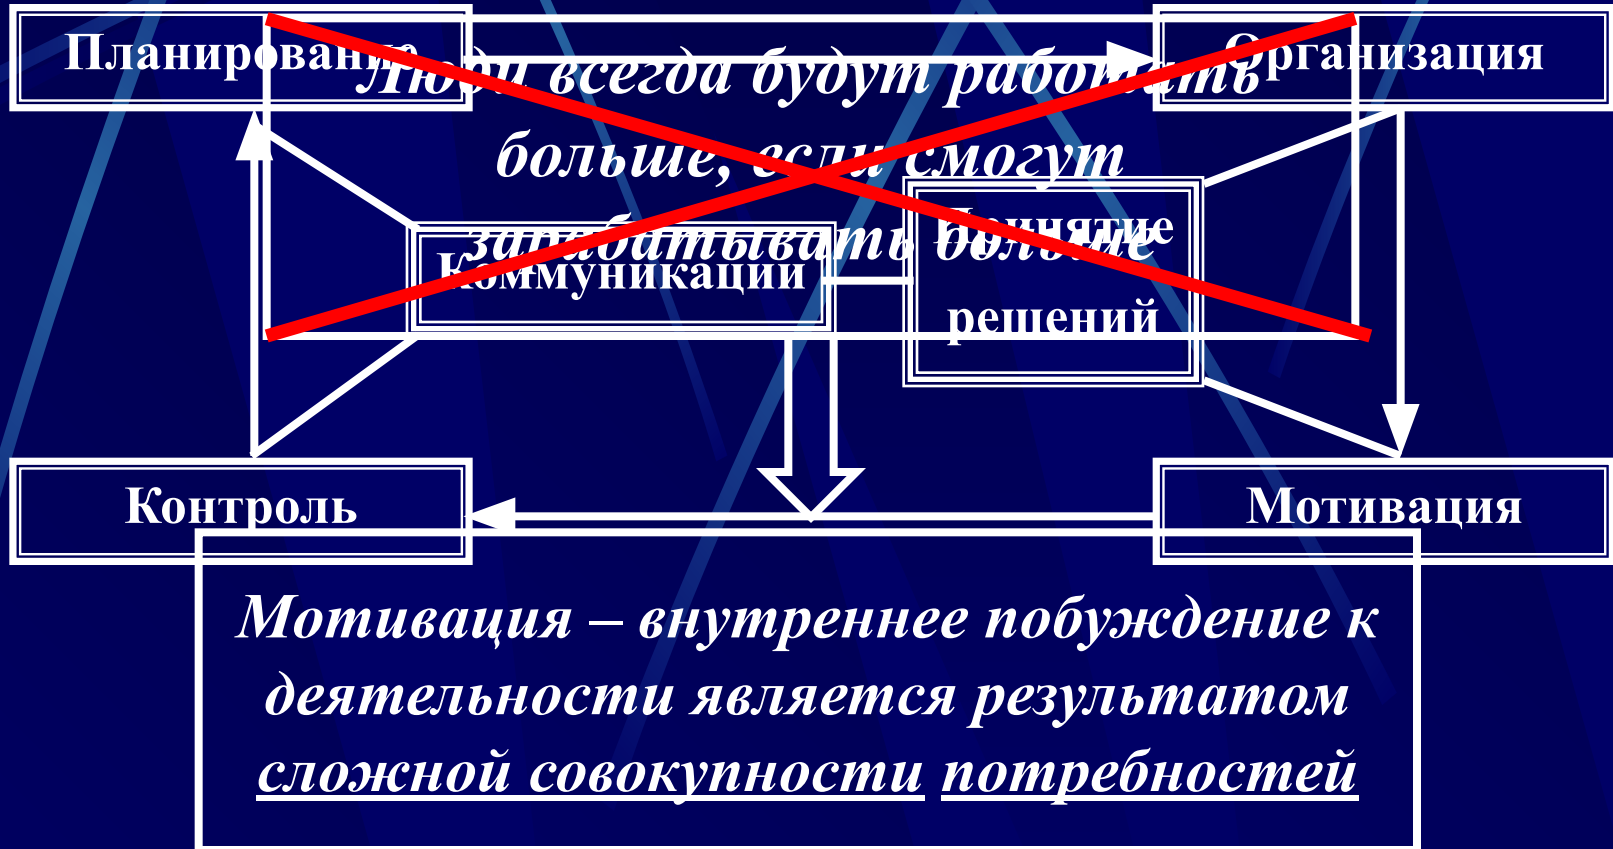 Планирование
Организация
Люди всегда будут работать
больше, если смогут
зарабатывать больше
Коммуникации
Принятие
решений
Контроль
Мотивация
Мотивация – внутреннее побуждение к
деятельности является результатом
сложной совокупности потребностей